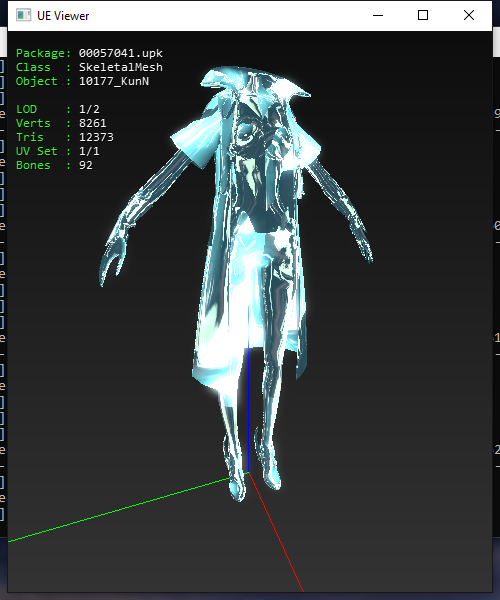 UE Viewer
Package: 00057041.upk
Class : SkeletalMesh
Object : 10177_KunN
LOD : 1/2
Verts : 8261
Tris : 12373
UV Set : 1/1
Bones : 92